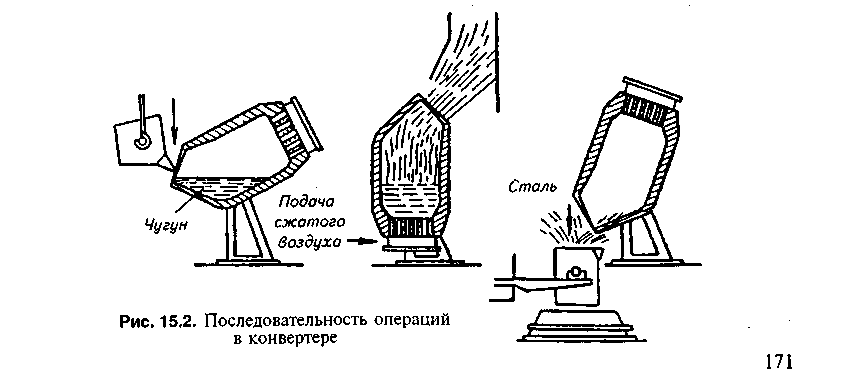 Чугун
Подача
сжатого
воздуха
Сталь
Рис. 15.2. Последовательность операций
в конвертере
171